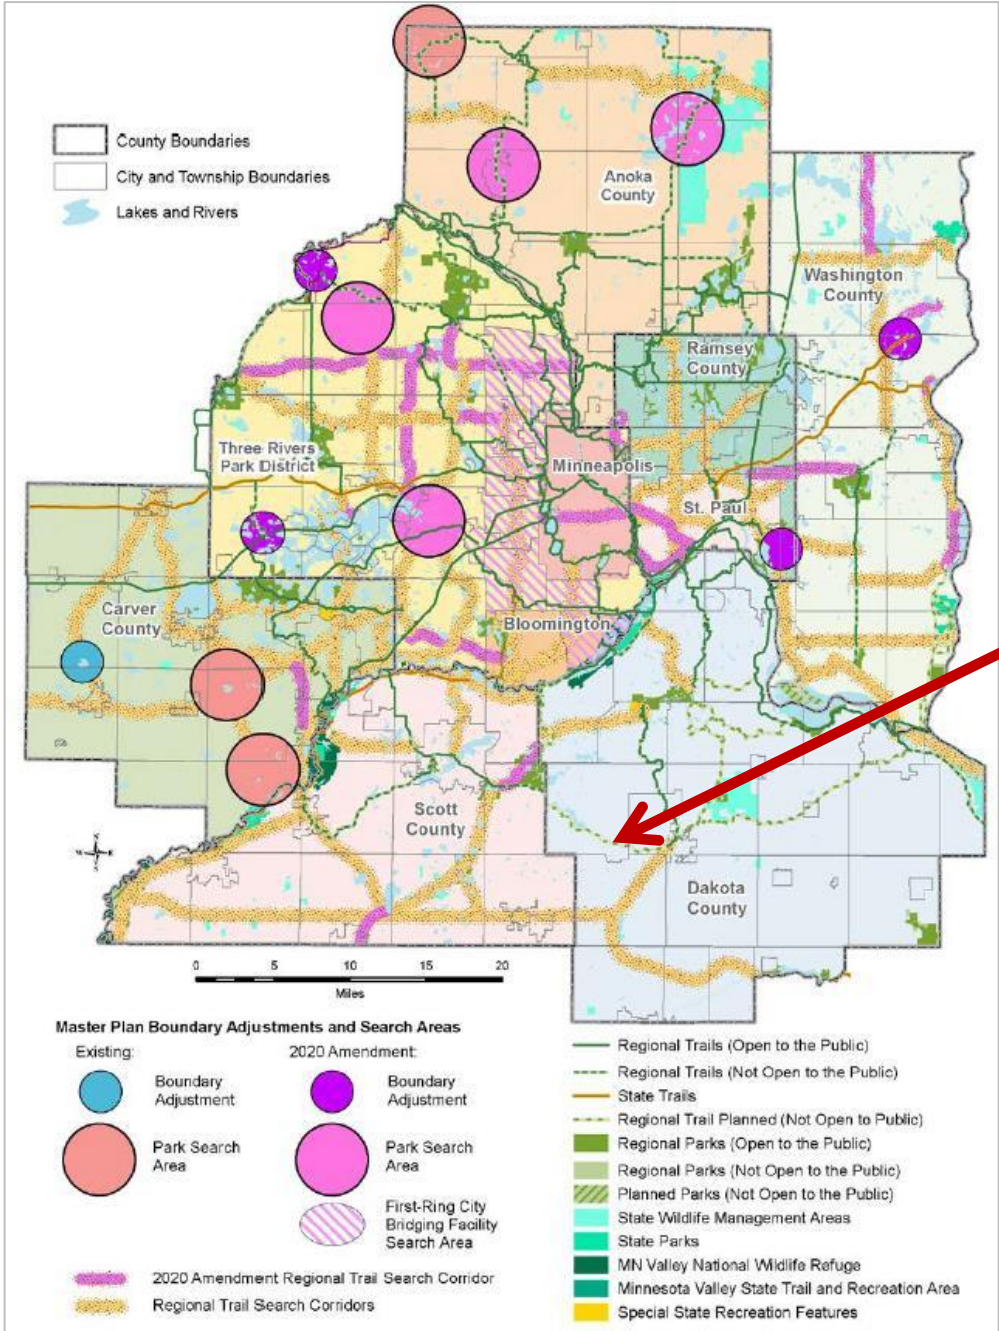 County Boundaries
City and Township Boundaries
Lakes and Rivers
Anoka
County
Washington
County
Ramsey
County
Three Rivers
Park District
Minneapolis
St. Paul
Carver
County
Bloomington
Scott
County
Dakota
County
N
W
E
S
0 5 10 15 20
Miles
Master Plan Boundary Adjustments and Search Areas
Existing:
Boundary
Adjustment
Park Search
Area
2020 Amendment:
Boundary
Adjustment
Park Search
Area
First-Ring City
Bridging Facility
Search Area
2020 Amendment Regional Trail Search Corridor
Regional Trail Search Corridors
Regional Trails (Open to the Public)
Regional Trails (Not Open to the Public)
State Trails
Regional Trail Planned (Not Open to Public)
Regional Parks (Open to the Public)
Regional Parks (Not Open to the Public)
Planned Parks (Not Open to the Public)
State Wildlife Management Areas
State Parks
MN Valley National Wildlife Refuge
Minnesota Valley State Trail and Recreation Area
Special State Recreation Features